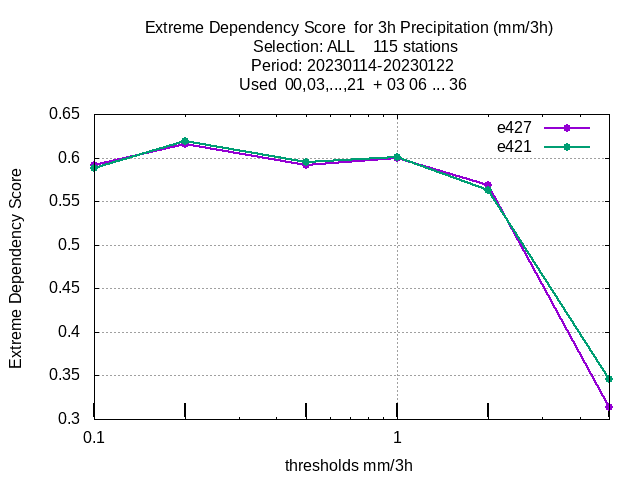 Extreme Dependency Score  for 3h Precipitation (mm/3h)
Selection: ALL    115 stations
Period: 20230114-20230122
Used  00,03,...,21  + 03 06 ... 36
e427
e421
Extreme Dependency Score
0.65
0.6
0.55
0.5
0.45
0.4
0.35
0.3
0.1
1
thresholds mm/3h